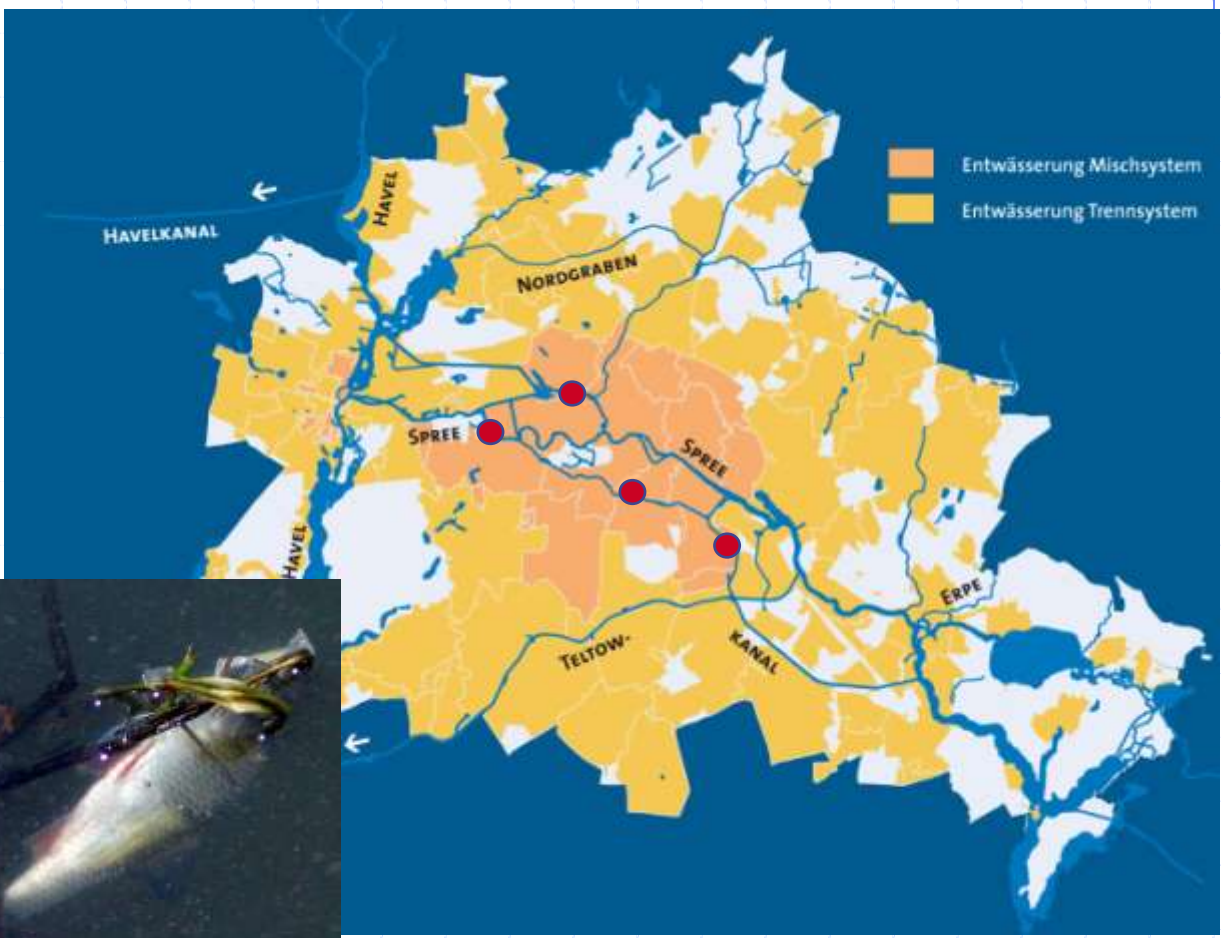 Entwässerung Mischsystem
Entwässerung Trennsystem
HAVEL
HAVELKANAL
NORDGRABEN
SPREE
SPREE
HAVEL
ERPE
TELTOW-
KANAL